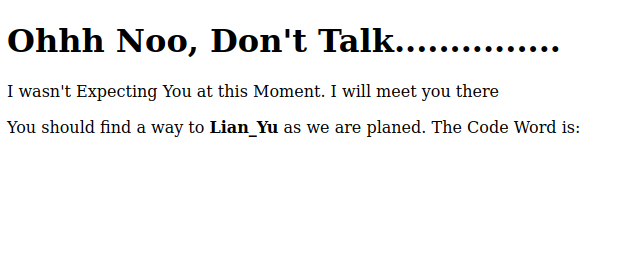 Ohhh Noo, Don't Talk...............
I wasn't Expecting You at this Moment. I will meet you there
You should find a way to Lian_Yu as we are planed. The Code Word is: